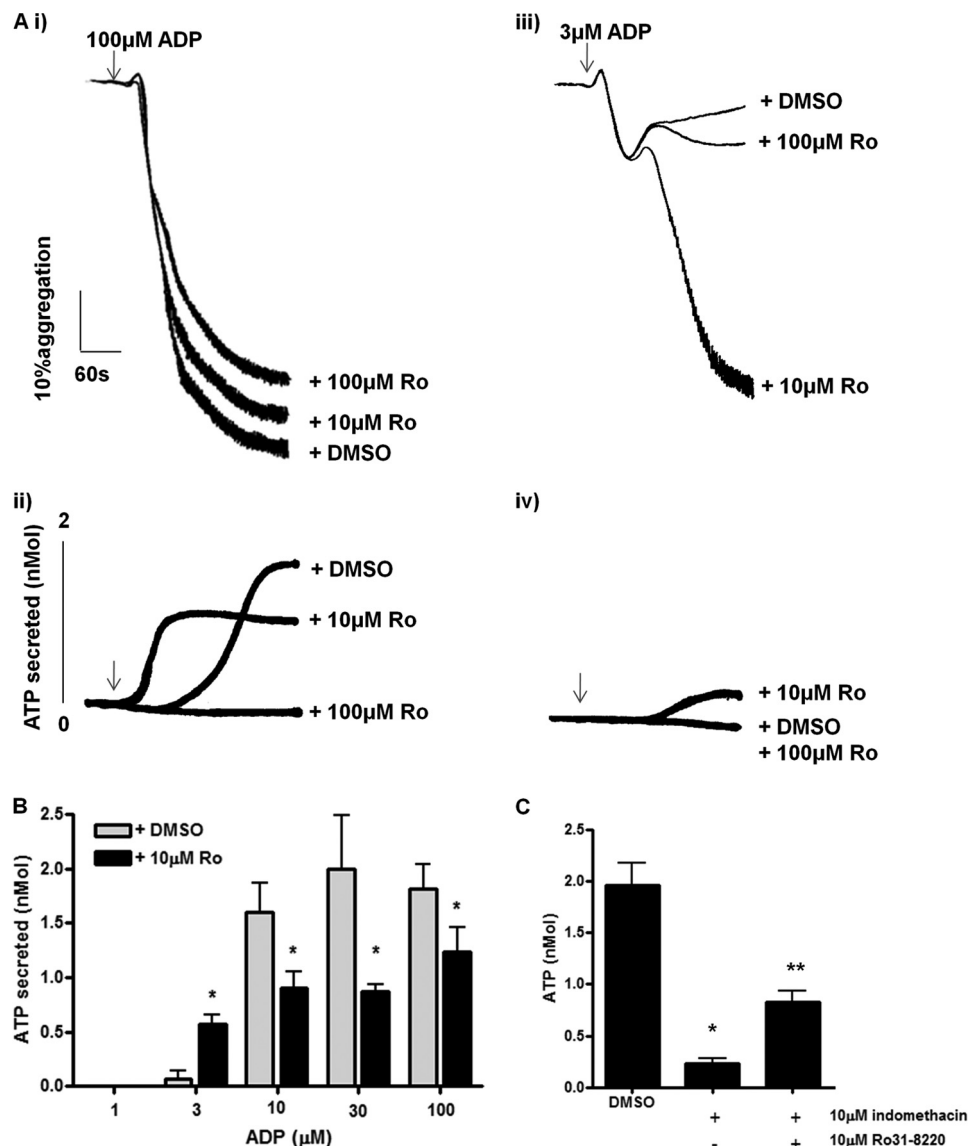 A i)
100µM ADP
10%aggregation
60s
+ 100µM Ro
+ 10µM Ro
+ DMSO
iii)
3µM ADP
+ DMSO
+ 100µM Ro
+ 10µM Ro
ii)
ATP secreted (nMol)
2
0
+ DMSO
+ 10µM Ro
+ 100µM Ro
iv)
+ 10µM Ro
+ DMSO
+ 100µM Ro
B
ATP secreted (nMol)
2.5
2.0
1.5
1.0
0.5
0.0
+ DMSO
+ 10µM Ro
*
*
*
*
1 3 10 30 100
ADP (µM)
C
ATP (nMol)
2.5
2.0
1.5
1.0
0.5
0.0
*
**
DMSO
+ + 10µM indomethacin
- + 10µM Ro31-8220